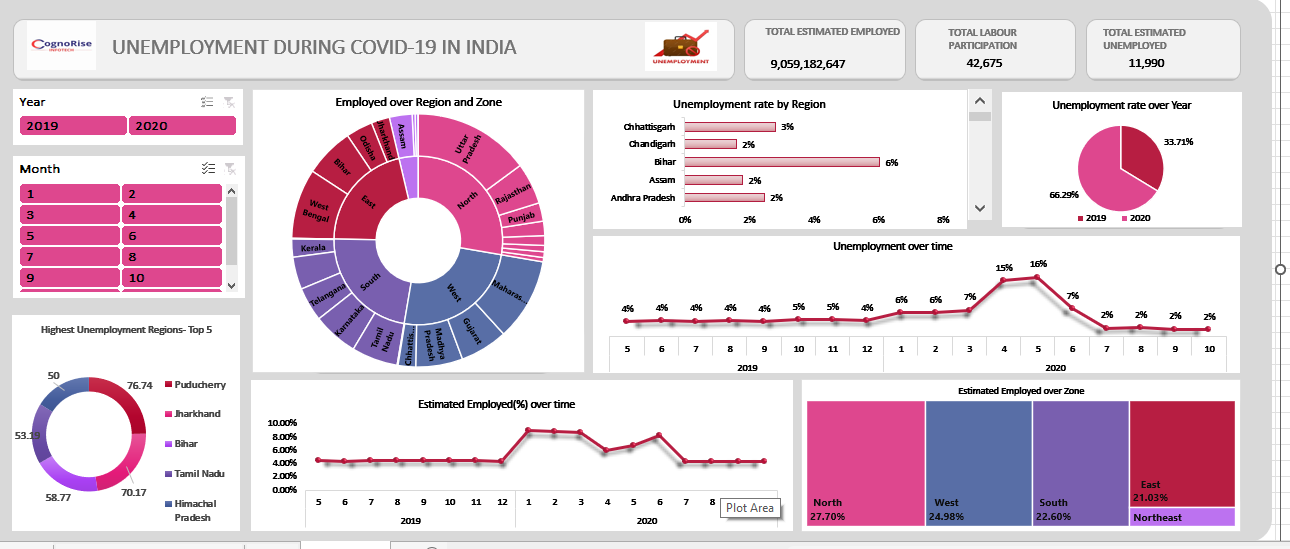 CognoRise
INFOTECH
UNEMPLOYMENT DURING COVID-19 IN INDIA
UNEMPLOYMENT
TOTAL ESTIMATED EMPLOYED
9,059,182,647
TOTAL LABOUR
PARTICIPATION
42,675
TOTAL ESTIMATED
UNEMPLOYED
11,990
Year
2019 2020
Month
1 2
3 4
5 6
7 8
9 10
Highest Unemployment Regions- Top 5
50
76.74
53.19
58.77
70.17
Puducherry
Jharkhand
Bihar
Tamil Nadu
Himachal
Pradesh
Employed over Region and Zone
Uttar
Pradesh
Rajasthan
Punjab
North
Maharas...
Gujarat
Madhya
Pradesh
Chhattis...
West
Tamil
Nadu
Karnataka
Telangana
Kerala
South
West
Bengal
Bihar
Odisha
Jharkhand
East
Assam
Unemployment rate by Region
Chhattisgarh 3%
Chandigarh 2%
Bihar 6%
Assam 2%
Andhra Pradesh 2%
0% 2% 4% 6% 8%
Unemployment rate over Year
33.71%
66.29%
2019 2020
Unemployment over time
4% 4% 4% 4% 4% 5% 5% 4% 6% 6% 7% 15% 16% 7% 2% 2% 2% 2%
5 6 7 8 9 10 11 12 1 2 3 4 5 6 7 8 9 10
2019 2020
Estimated Employed(%) over time
10.00%
8.00%
6.00%
4.00%
2.00%
0.00%
5 6 7 8 9 10 11 12 1 2 3 4 5 6 7 8
2019 2020
Plot Area
Estimated Employed over Zone
North
27.70%
West
24.98%
South
22.60%
East
21.03%
Northeast